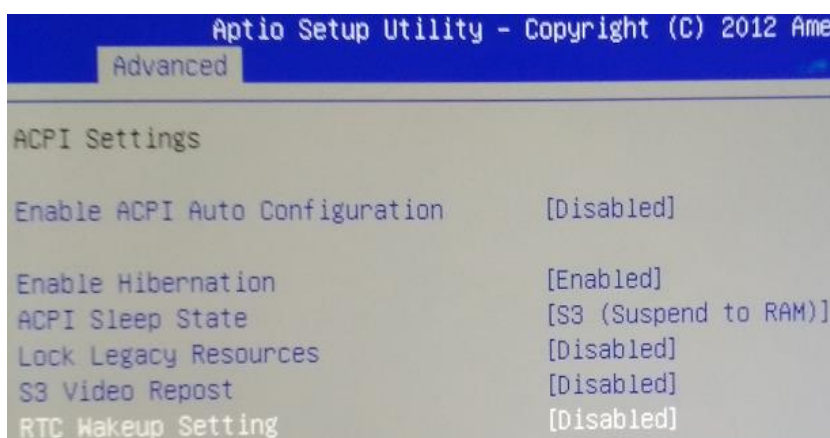 Aptio Setup Utility - Copyright (C) 2012 Ame
Advanced
ACPI Settings
Enable ACPI Auto Configuration [Disabled]
Enable Hibernation [Enabled]
ACPI Sleep State [S3 (Suspend to RAM)]
Lock Legacy Resources [Disabled]
S3 Video Repost [Disabled]
RTC Wakeup Setting [Disabled]